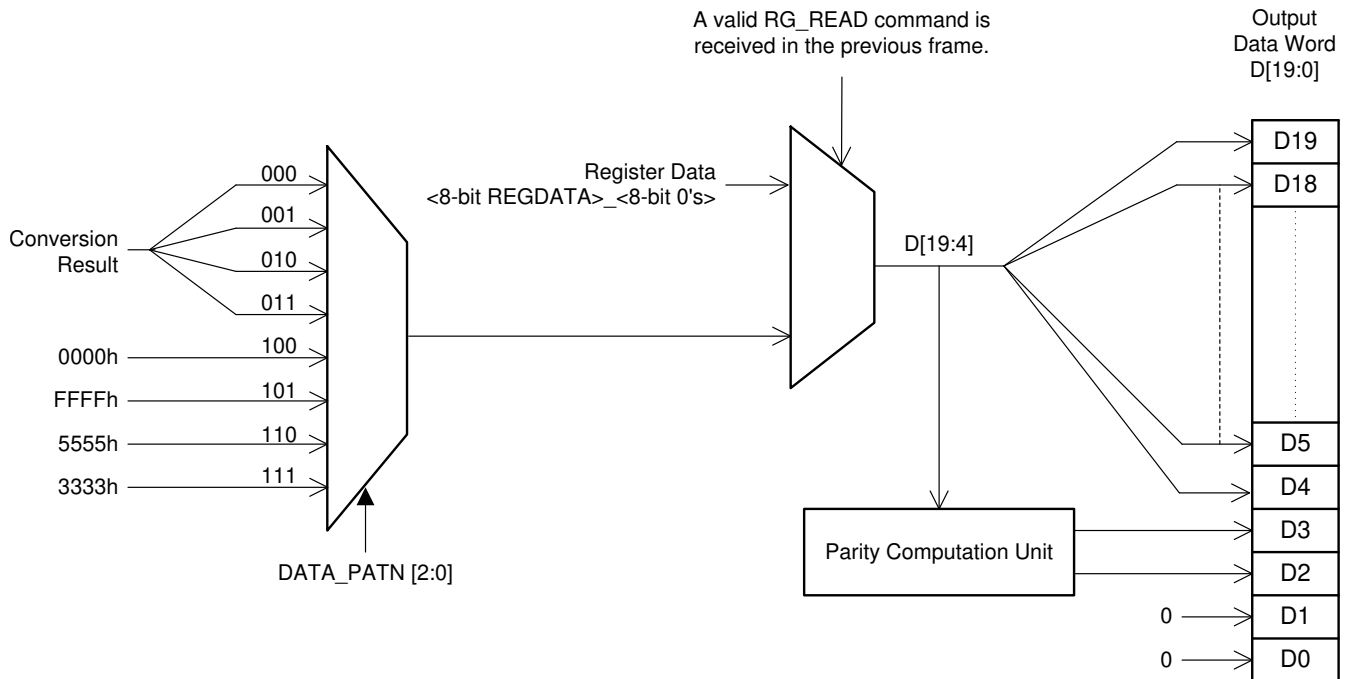 A valid RG_READ command is
received in the previous frame.
Output
Data Word
D[19:0]
D19
D18
D5
D4
D3
D2
D1
D0
000
001
010
011
100
101
110
111
Conversion
Result
0000h
FFFFh
5555h
3333h
DATA_PATN [2:0]
Register Data
<8-bit REGDATA>_<8-bit 0's>
D[19:4]
Parity Computation Unit
0
0